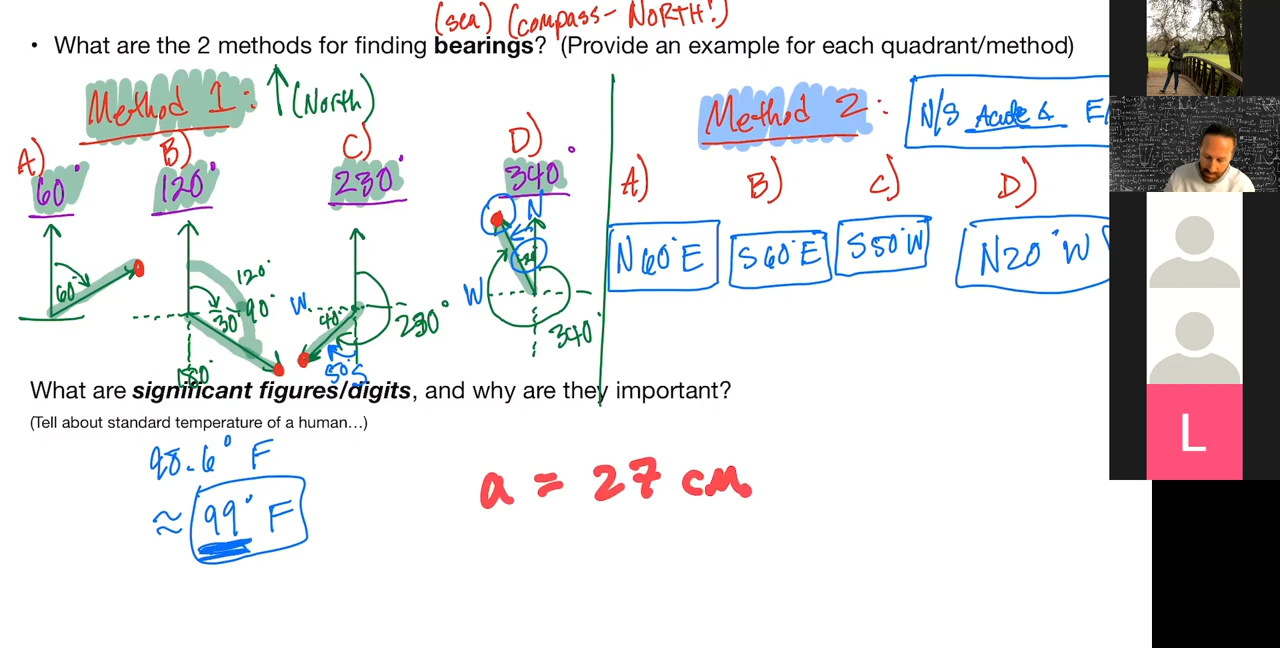 (sea) (compass- NORTH!)
• What are the 2 methods for finding bearings? (Provide an example for each quadrant/method)
Method 1: ↑ (North)
A) B) C) D)
60° 120° 230° 340°
N
60° 120° 90° 30° 180°
W 40° 230° 50° S
W 20° 340°
Method 2: N/S Acute ∡ E/
A) B) C) D)
N60°E S60°E S50°W N20°W
What are significant figures/digits, and why are they important?
(Tell about standard temperature of a human...)
98.6° F
≈ 99° F
a = 27 cm
L